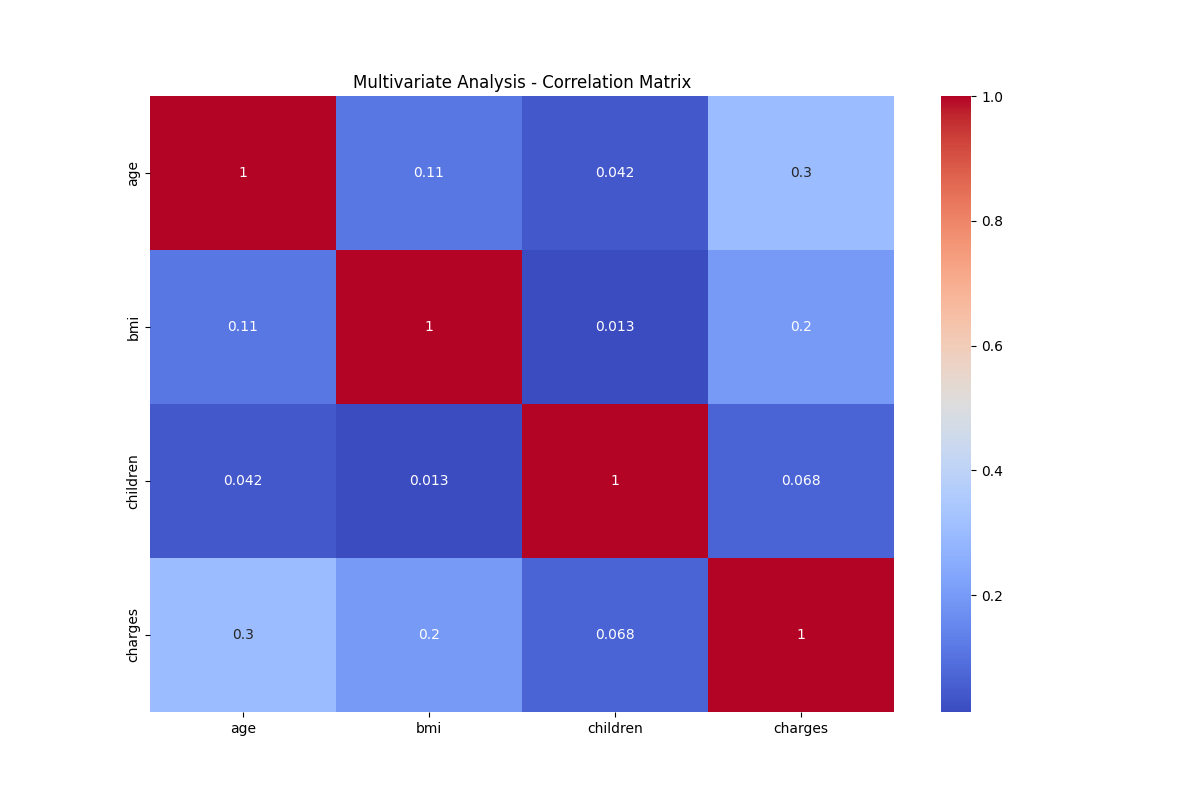 Multivariate Analysis - Correlation Matrix
age 1 0.11 0.042 0.3
bmi 0.11 1 0.013 0.2
children 0.042 0.013 1 0.068
charges 0.3 0.2 0.068 1
age bmi children charges
1.0
0.8
0.6
0.4
0.2